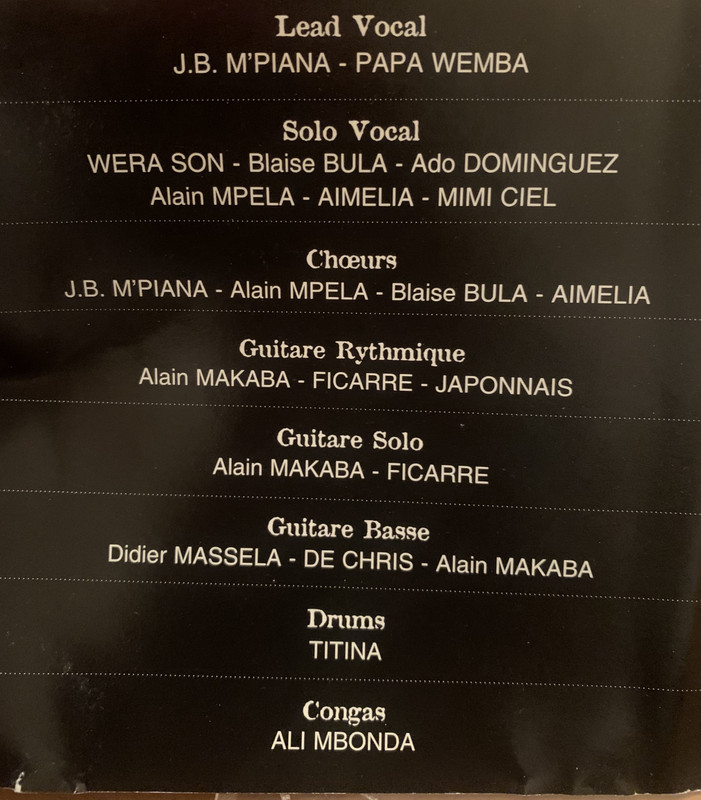 Lead Vocal
J.B. M'PIANA - PAPA WEMBA
Solo Vocal
WERA SON - Blaise BULA - Ado DOMINGUEZ
Alain MPELA - AIMELIA - MIMI CIEL
Chœurs
J.B. M'PIANA - Alain MPELA - Blaise BULA - AIMELIA
Guitare Rythmique
Alain MAKABA - FICARRE - JAPONNAIS
Guitare Solo
Alain MAKABA - FICARRE
Guitare Basse
Didier MASSELA - DE CHRIS - Alain MAKABA
Drums
TITINA
Congas
ALI MBONDA